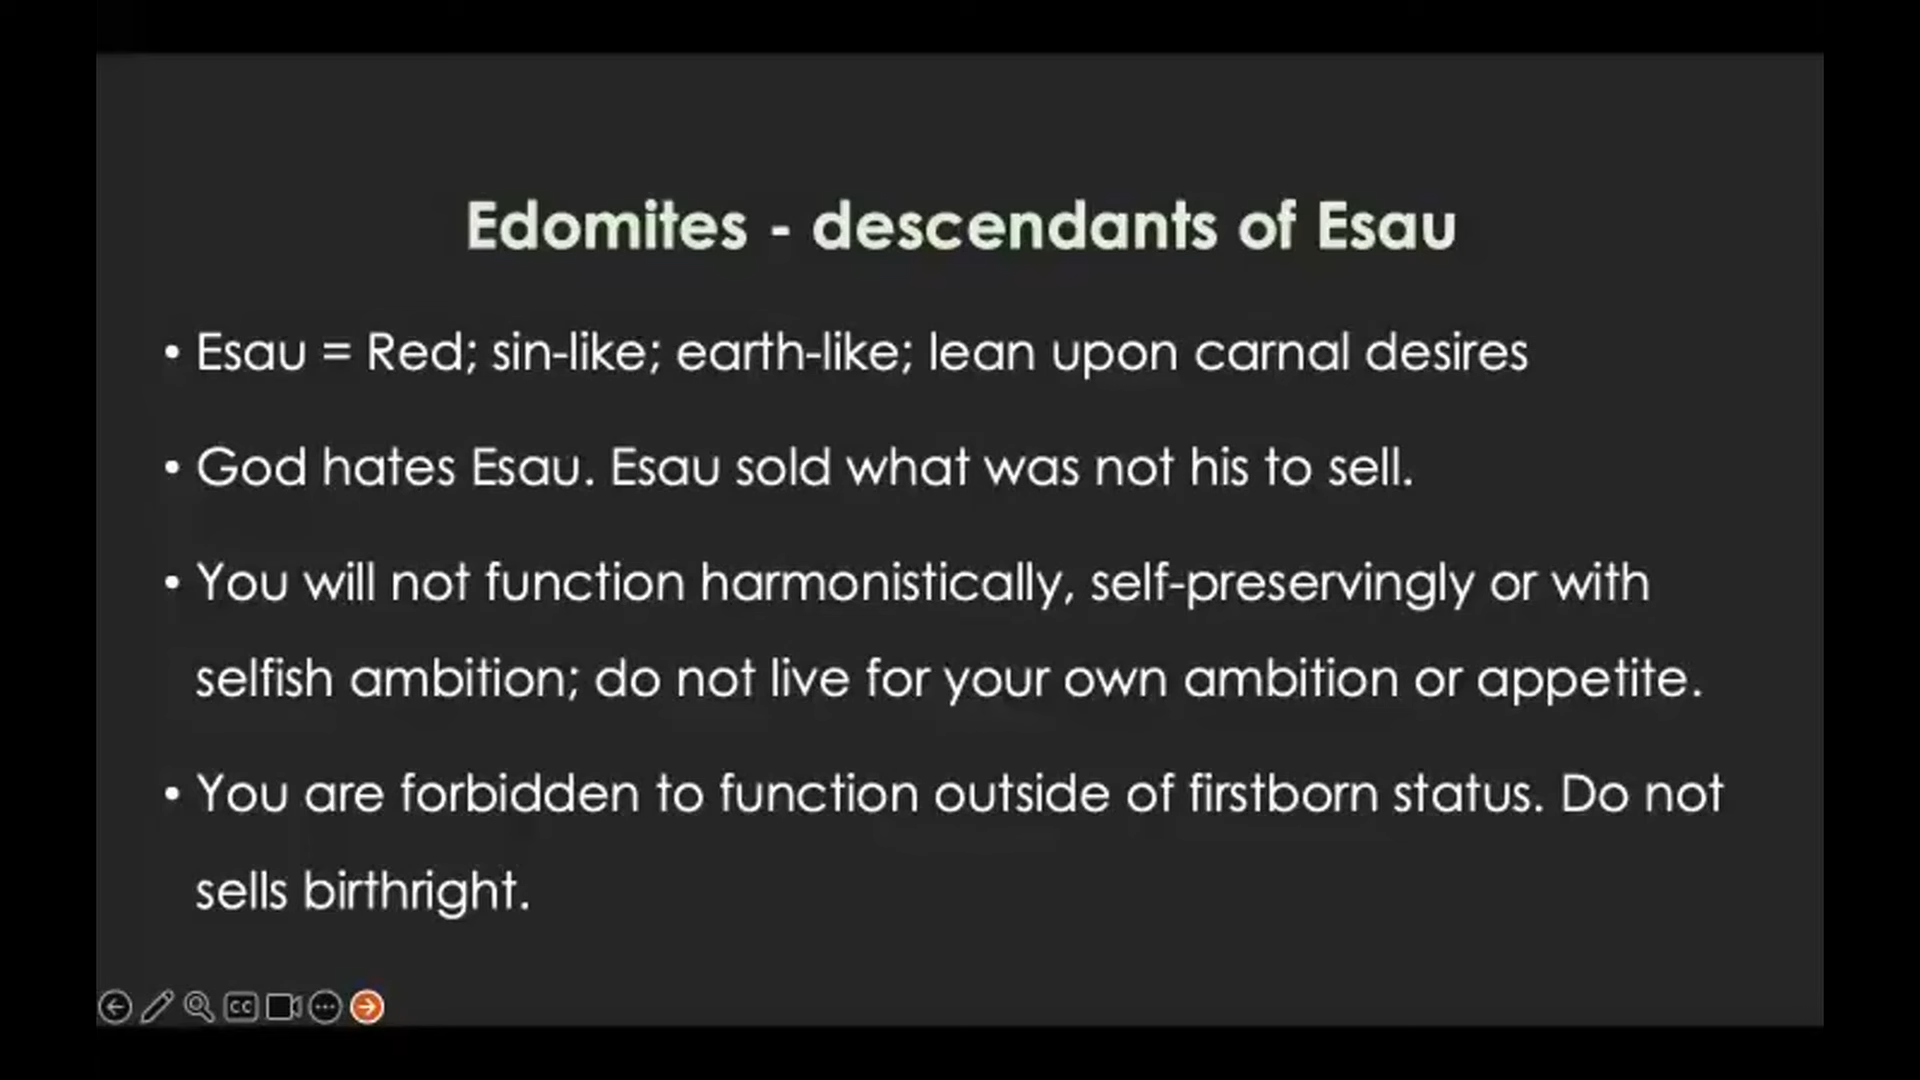 Edomites - descendants of Esau
• Esau = Red; sin-like; earth-like; lean upon carnal desires
• God hates Esau. Esau sold what was not his to sell.
• You will not function harmonistically, self-preservingly or with
selfish ambition; do not live for your own ambition or appetite.
• You are forbidden to function outside of firstborn status. Do not
sells birthright.
CC